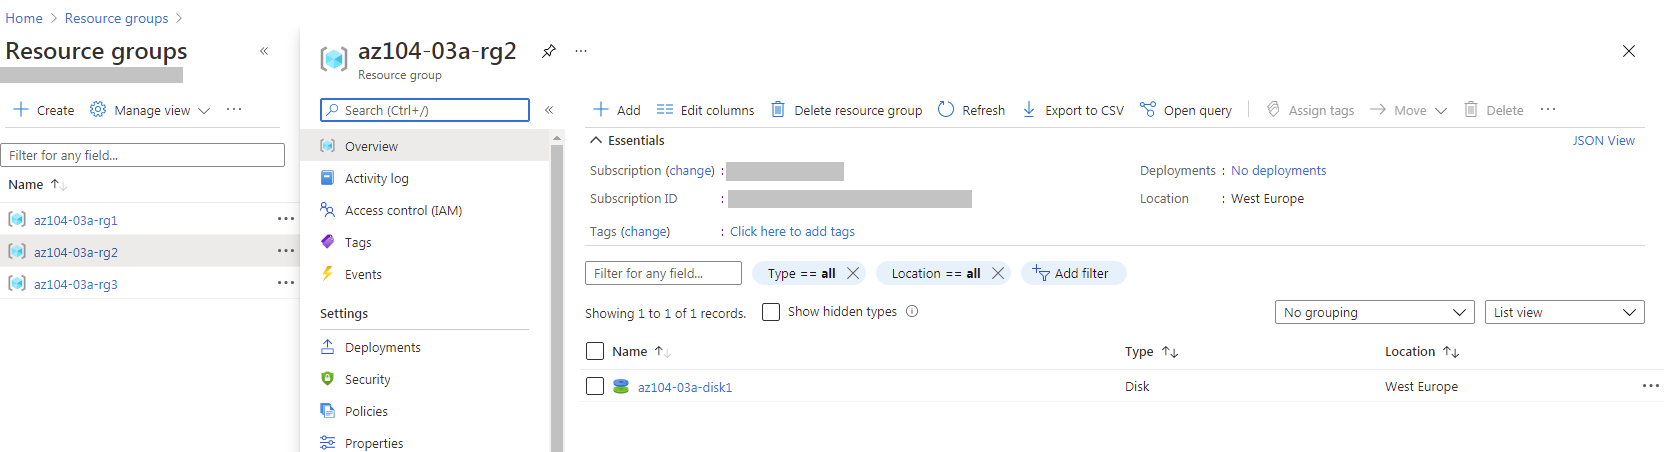 Home > Resource groups >
Resource groups «
+ Create Manage view ...
Filter for any field...
Name ↑↓
az104-03a-rg1 ...
az104-03a-rg2 ...
az104-03a-rg3 ...
az104-03a-rg2 ...
Resource group
Search (Ctrl+/) «
Overview
Activity log
Access control (IAM)
Tags
Events
Settings
Deployments
Security
Policies
Properties
+ Add Edit columns Delete resource group Refresh Export to CSV Open query Assign tags Move Delete ...
Essentials JSON View
Subscription (change) : Deployments : No deployments
Subscription ID : Location : West Europe
Tags (change) : Click here to add tags
Filter for any field... Type == all Location == all Add filter
Showing 1 to 1 of 1 records. Show hidden types No grouping List view
Name ↑↓ Type ↑↓ Location ↑↓
az104-03a-disk1 Disk West Europe ...